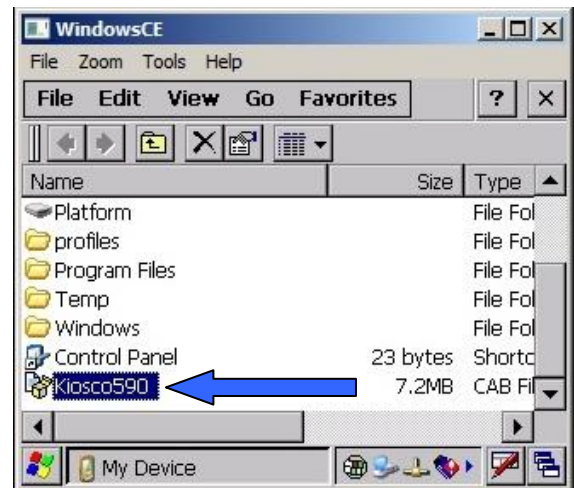 WindowsCE
File Zoom Tools Help
File Edit View Go Favorites ?
Name Size Type
Platform File Fol
profiles File Fol
Program Files File Fol
Temp File Fol
Windows File Fol
Control Panel 23 bytes Shortc
Kiosco590 7.2MB CAB Fil
My Device